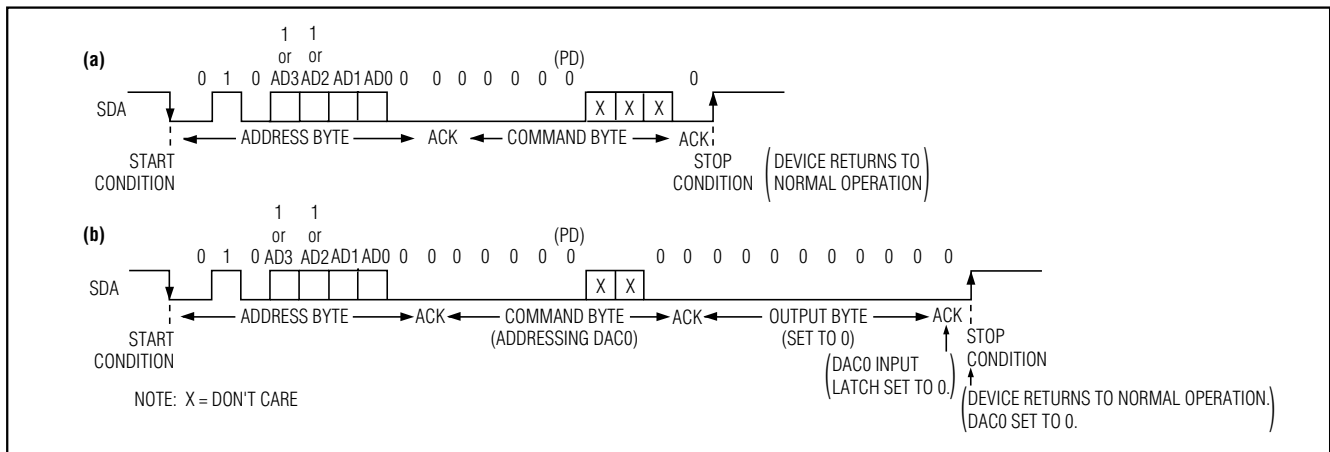 (a)
1 1
or or
(PD)
0 1 0 AD3 AD2 AD1 AD0 0 0 0 0 0 0 0
SDA
X X X
ADDRESS BYTE ACK COMMAND BYTE ACK
START CONDITION
STOP CONDITION
(DEVICE RETURNS TO NORMAL OPERATION)
(b)
1 1
or or
(PD)
0 1 0 AD3 AD2 AD1 AD0 0 0 0 0 0 0 0 0 0 0 0 0 0 0 0 0
SDA
X X
ADDRESS BYTE ACK COMMAND BYTE ACK OUTPUT BYTE ACK
(ADDRESSING DAC0) (SET TO 0)
START CONDITION
STOP CONDITION
(DAC0 INPUT LATCH SET TO 0.)
NOTE: X = DON'T CARE
(DEVICE RETURNS TO NORMAL OPERATION. DAC0 SET TO 0.)